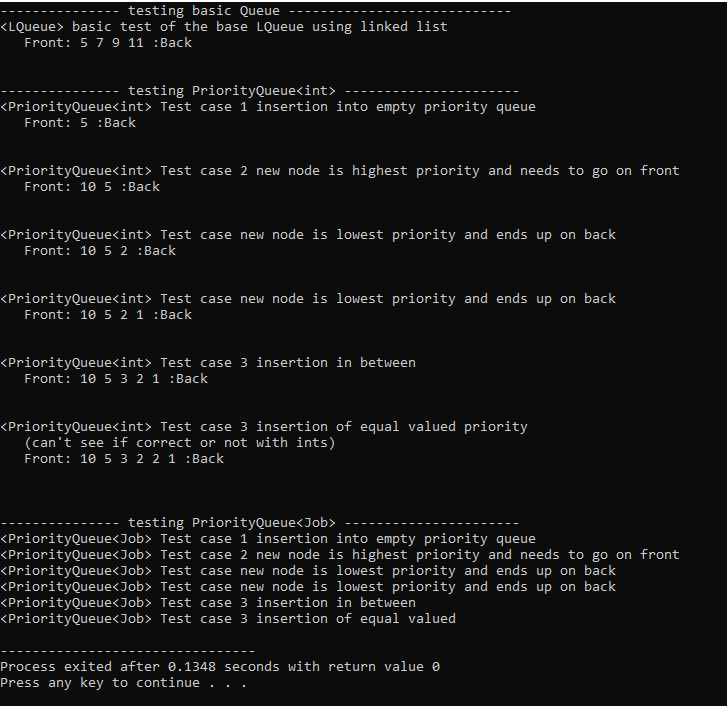 --------------- testing basic Queue ----------------------------
<LQueue> basic test of the base LQueue using linked list
   Front: 5 7 9 11 :Back
--------------- testing PriorityQueue<int> ----------------------
<PriorityQueue<int> Test case 1 insertion into empty priority queue
   Front: 5 :Back
<PriorityQueue<int> Test case 2 new node is highest priority and needs to go on front
   Front: 10 5 :Back
<PriorityQueue<int> Test case new node is lowest priority and ends up on back
   Front: 10 5 2 :Back
<PriorityQueue<int> Test case new node is lowest priority and ends up on back
   Front: 10 5 2 1 :Back
<PriorityQueue<int> Test case 3 insertion in between
   Front: 10 5 3 2 1 :Back
<PriorityQueue<int> Test case 3 insertion of equal valued priority
   (can't see if correct or not with ints)
   Front: 10 5 3 2 2 1 :Back
--------------- testing PriorityQueue<Job> ----------------------
<PriorityQueue<Job> Test case 1 insertion into empty priority queue
<PriorityQueue<Job> Test case 2 new node is highest priority and needs to go on front
<PriorityQueue<Job> Test case new node is lowest priority and ends up on back
<PriorityQueue<Job> Test case new node is lowest priority and ends up on back
<PriorityQueue<Job> Test case 3 insertion in between
<PriorityQueue<Job> Test case 3 insertion of equal valued
--------------------------------
Process exited after 0.1348 seconds with return value 0
Press any key to continue . . .